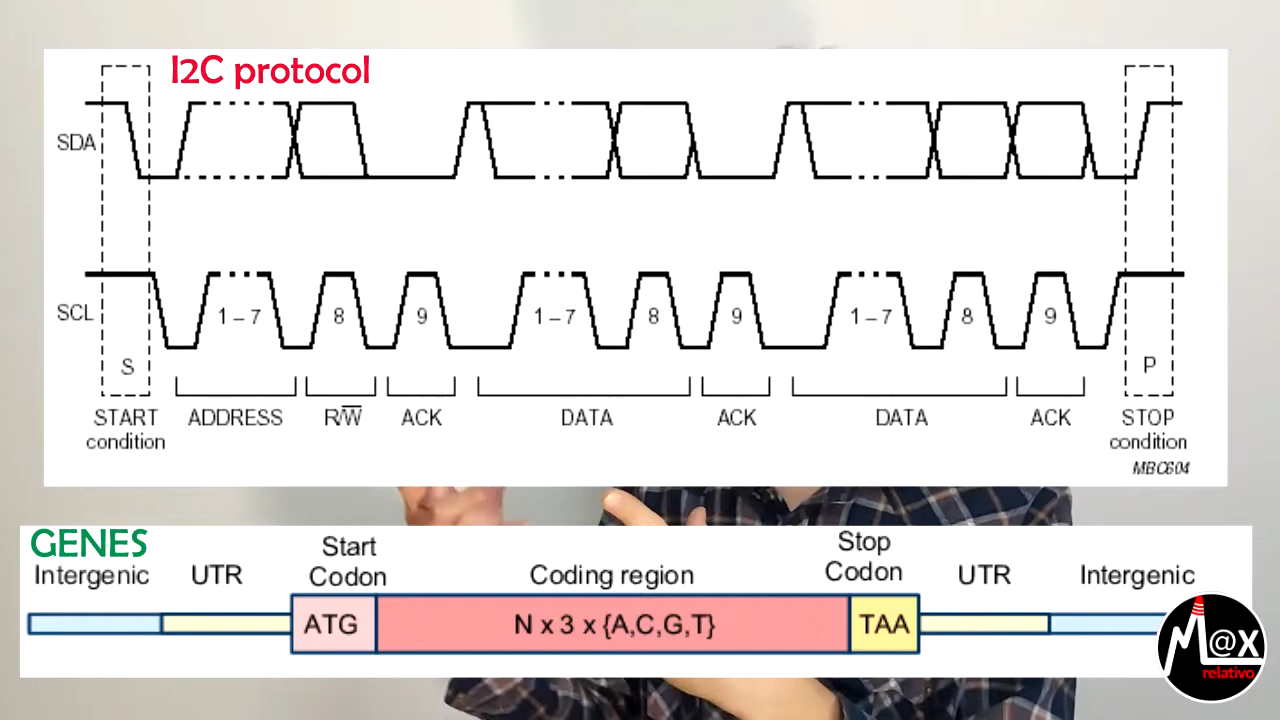 I2C protocol
SDA
SCL
1 – 7 8 9 1 – 7 8 9 1 – 7 8 9
S P
START ADDRESS R/W̅ ACK DATA ACK DATA ACK STOP
condition condition
MBC604
GENES
Intergenic UTR Start Codon Coding region Stop Codon UTR Intergenic
ATG N x 3 x {A,C,G,T} TAA
M@x
relativo